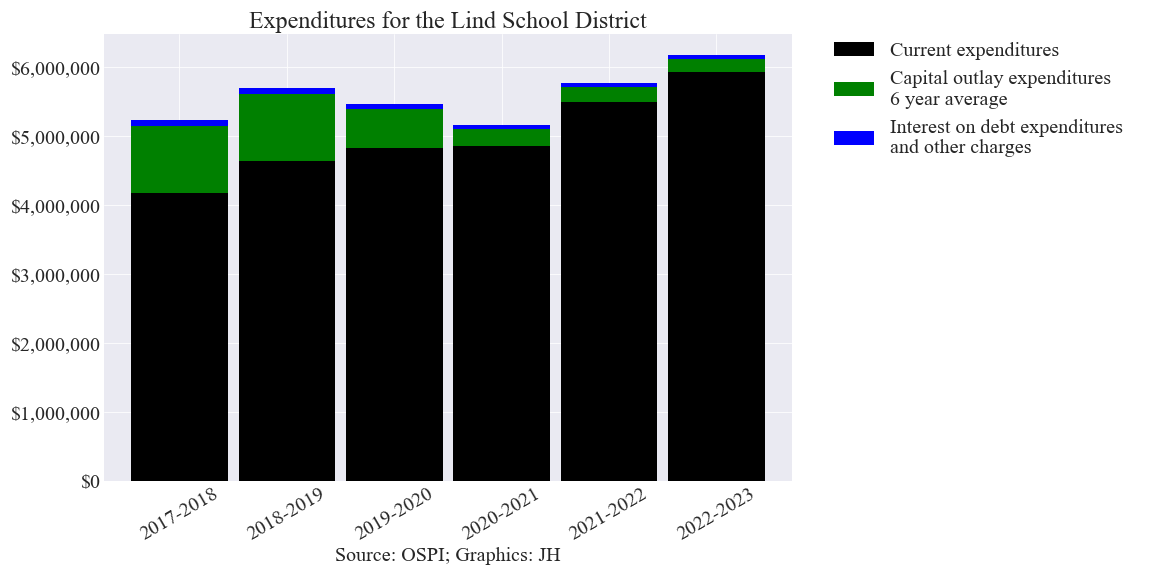 Expenditures for the Lind School District
$6,000,000
$5,000,000
$4,000,000
$3,000,000
$2,000,000
$1,000,000
$0
2017-2018
2018-2019
2019-2020
2020-2021
2021-2022
2022-2023
Source: OSPI; Graphics: JH
Current expenditures
Capital outlay expenditures
6 year average
Interest on debt expenditures
and other charges